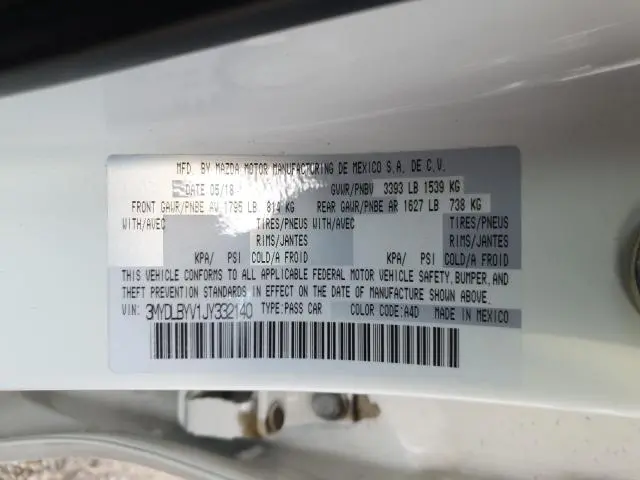 MFD. BY MAZDA MOTOR MANUFACTURING DE MEXICO S.A. DE C.V.
DATE 05/18 GVWR/PNBV 3393 LB 1539 KG
FRONT GAWR/PNBE AV 1795 LB 814 KG REAR GAWR/PNBE AR 1627 LB 738 KG
WITH/AVEC TIRES/PNEUS WITH/AVEC TIRES/PNEUS
RIMS/JANTES RIMS/JANTES
KPA/ PSI COLD/A FROID KPA/ PSI COLD/A FROID
THIS VEHICLE CONFORMS TO ALL APPLICABLE FEDERAL MOTOR VEHICLE SAFETY, BUMPER, AND
THEFT PREVENTION STANDARDS IN EFFECT ON THE DATE OF MANUFACTURE SHOWN ABOVE.
VIN: 3MYDLBYV1JY332140 TYPE:PASS CAR COLOR CODE:A4D MADE IN MEXICO